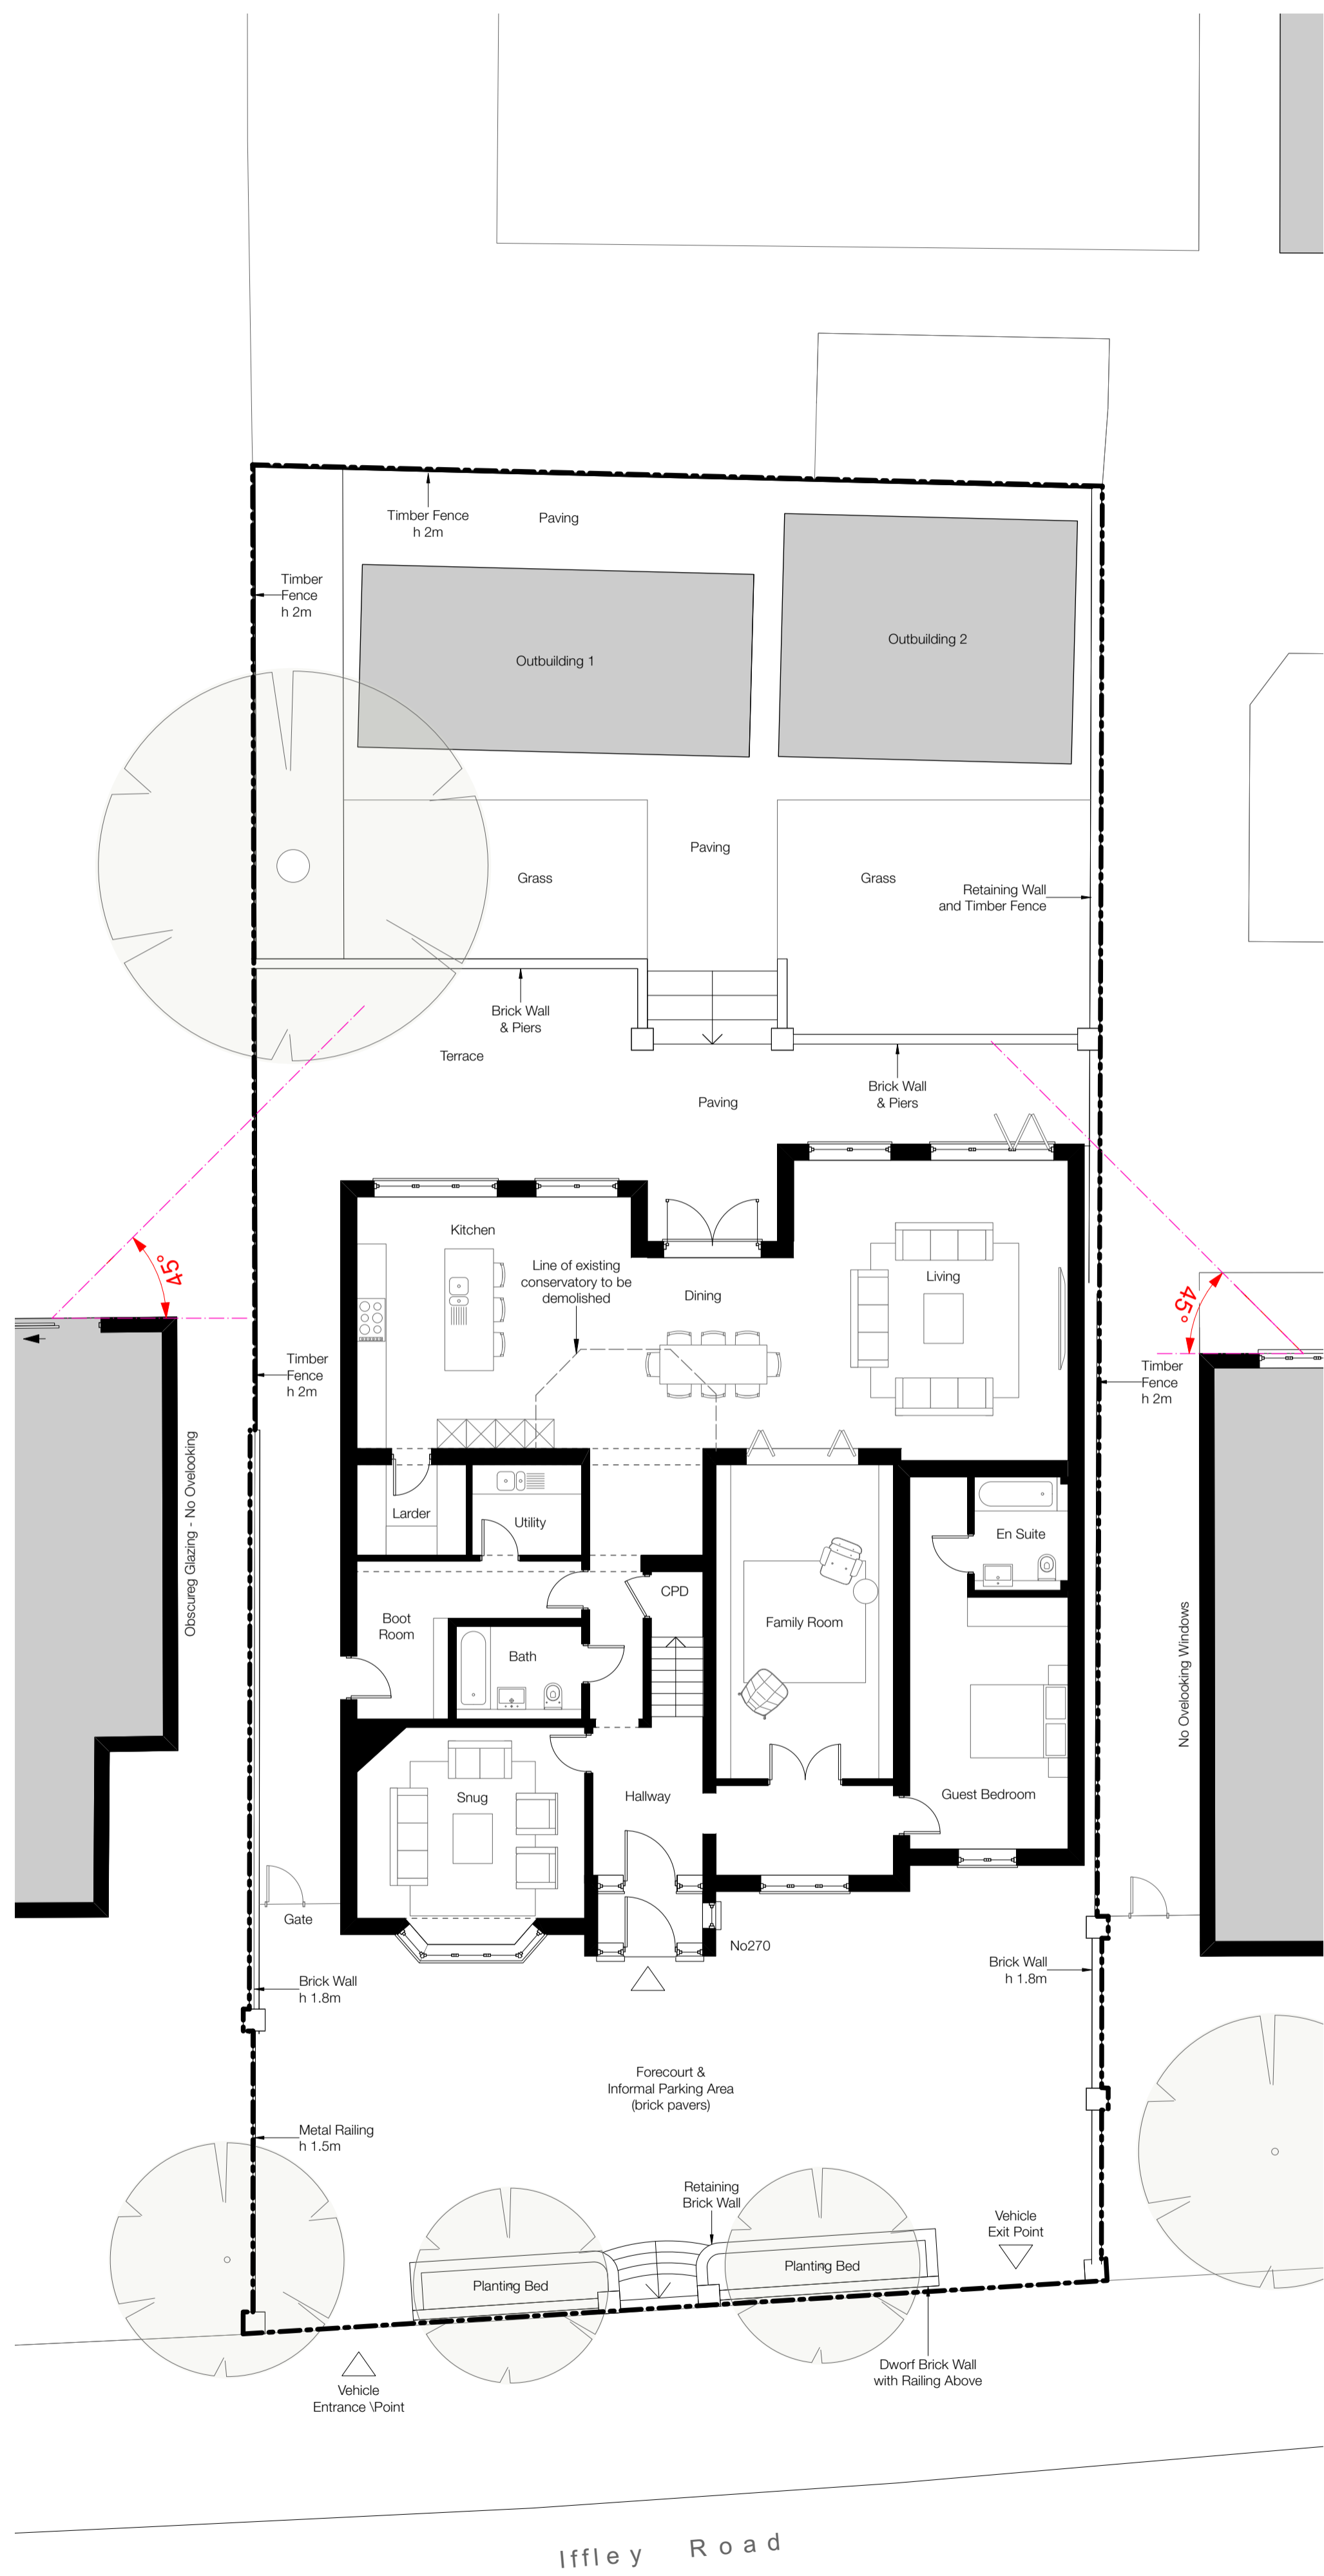 Timber Fence
h 2m
Paving
Timber
Fence
h 2m
Outbuilding 1
Outbuilding 2
Paving
Grass
Grass
Retaining Wall
and Timber Fence
Brick Wall
& Piers
Terrace
Paving
Brick Wall
& Piers
45°
45°
Kitchen
Line of existing
conservatory to be
demolished
Dining
Living
Timber
Fence
h 2m
Timber
Fence
h 2m
Obscureg Glazing - No Ovelooking
Larder
Utility
En Suite
CPD
Boot
Room
Bath
Family Room
No Ovelooking Windows
Snug
Hallway
Guest Bedroom
Gate
No270
Brick Wall
h 1.8m
Brick Wall
h 1.8m
Forecourt &
Informal Parking Area
(brick pavers)
Metal Railing
h 1.5m
Retaining
Brick Wall
Vehicle
Exit Point
Planting Bed
Planting Bed
Dworf Brick Wall
with Railing Above
Vehicle
Entrance \Point
Iffley Road